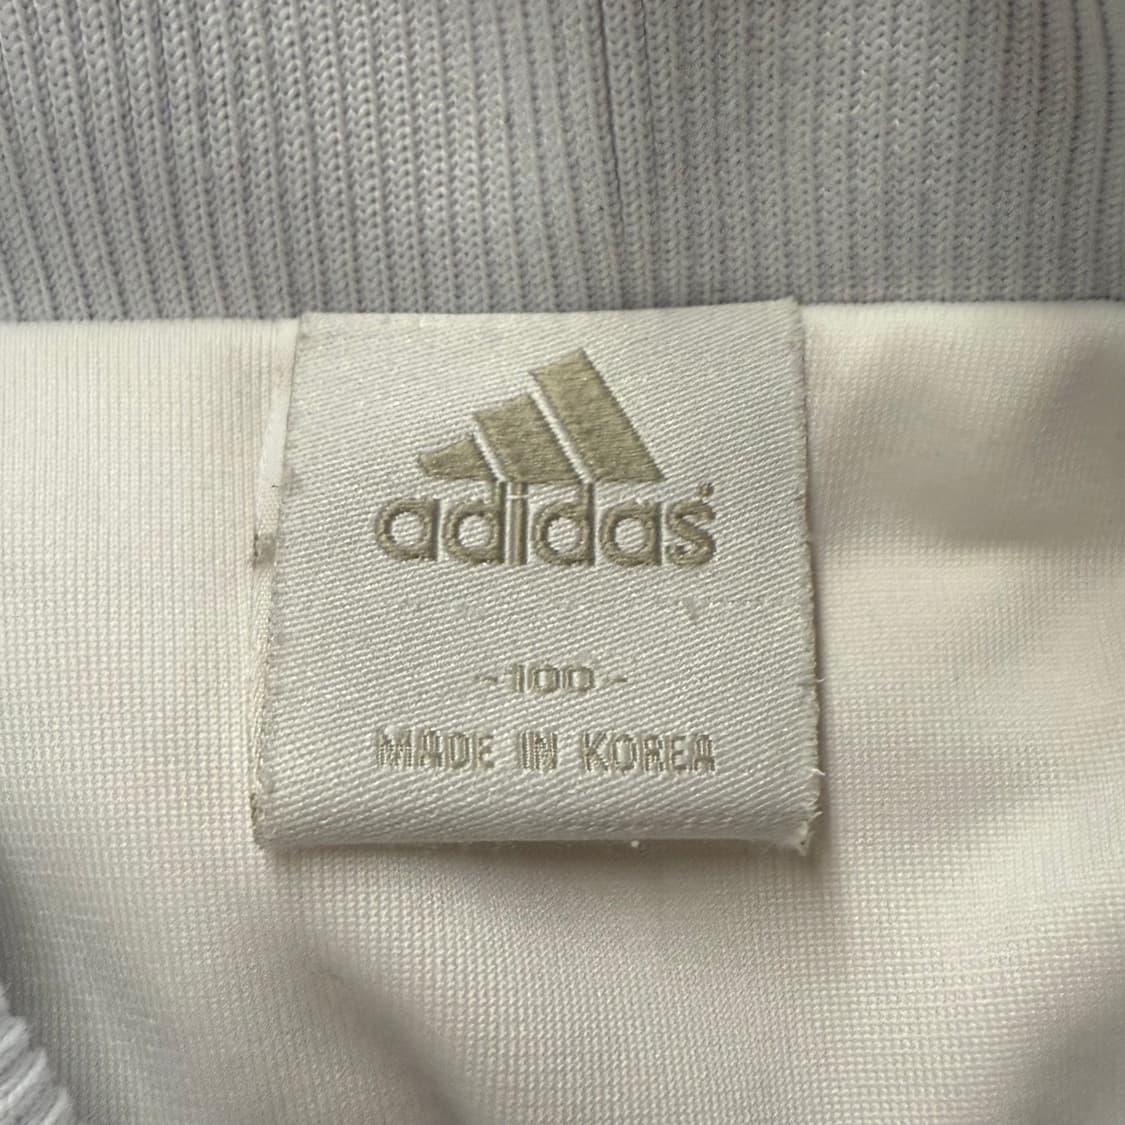 adidas®
-100-
MADE IN KOREA